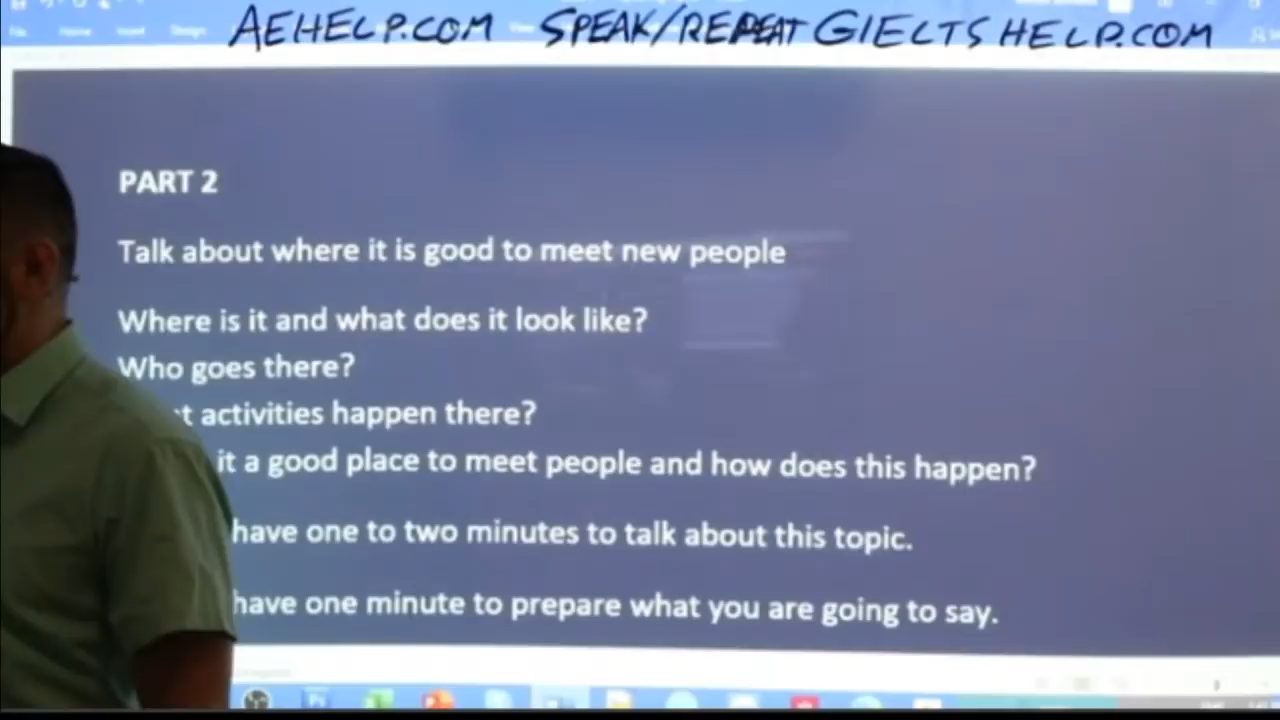 AEHELP.COM SPEAK/REPEAT GIELTSHELP.COM
PART 2
Talk about where it is good to meet new people
Where is it and what does it look like?
Who goes there?
t activities happen there?
it a good place to meet people and how does this happen?
have one to two minutes to talk about this topic.
have one minute to prepare what you are going to say.